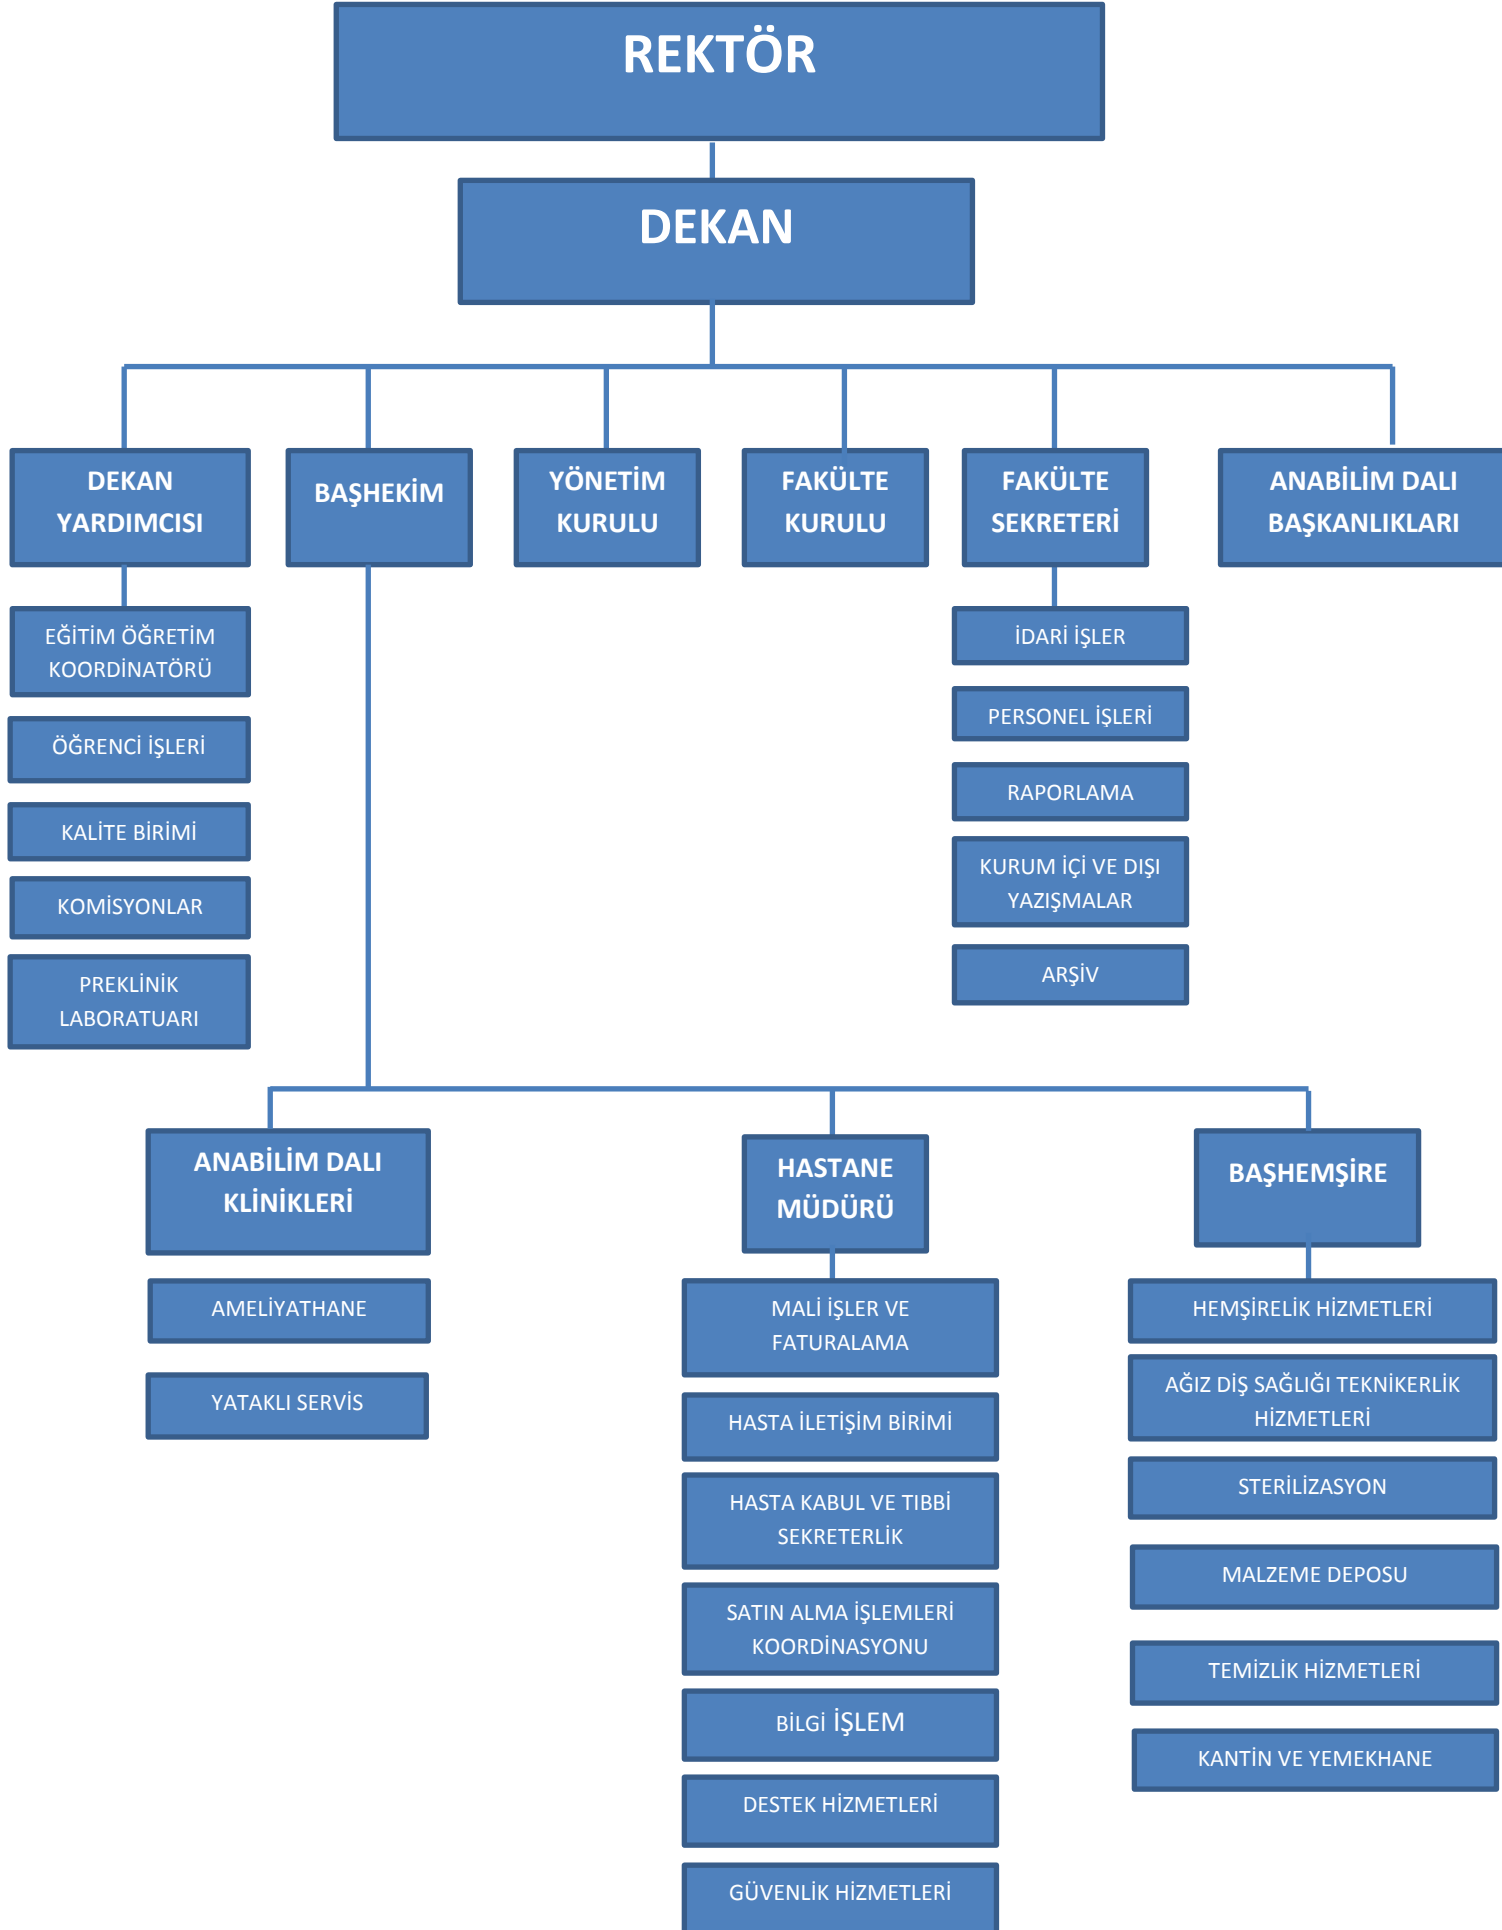 REKTÖR
DEKAN
DEKAN
YARDIMCISI
BAŞHEKİM
YÖNETİM
KURULU
FAKÜLTE
KURULU
FAKÜLTE
SEKRETERİ
ANABİLİM DALI
BAŞKANLIKLARI
EĞİTİM ÖĞRETİM
KOORDİNATÖRÜ
ÖĞRENCİ İŞLERİ
KALİTE BİRİMİ
KOMİSYONLAR
PREKLİNİK
LABORATUARI
İDARİ İŞLER
PERSONEL İŞLERİ
RAPORLAMA
KURUM İÇİ VE DIŞI
YAZIŞMALAR
ARŞİV
ANABİLİM DALI
KLİNİKLERİ
AMELİYATHANE
YATAKLI SERVİS
HASTANE
MÜDÜRÜ
MALİ İŞLER VE
FATURALAMA
HASTA İLETİŞİM BİRİMİ
HASTA KABUL VE TIBBİ
SEKRETERLİK
SATIN ALMA İŞLEMLERİ
KOORDİNASYONU
BİLGİ İŞLEM
DESTEK HİZMETLERİ
GÜVENLİK HİZMETLERİ
BAŞHEMŞİRE
HEMŞİRELİK HİZMETLERİ
AĞIZ DİŞ SAĞLIĞI TEKNİKERLİK
HİZMETLERİ
STERİLİZASYON
MALZEME DEPOSU
TEMİZLİK HİZMETLERİ
KANTİN VE YEMEKHANE